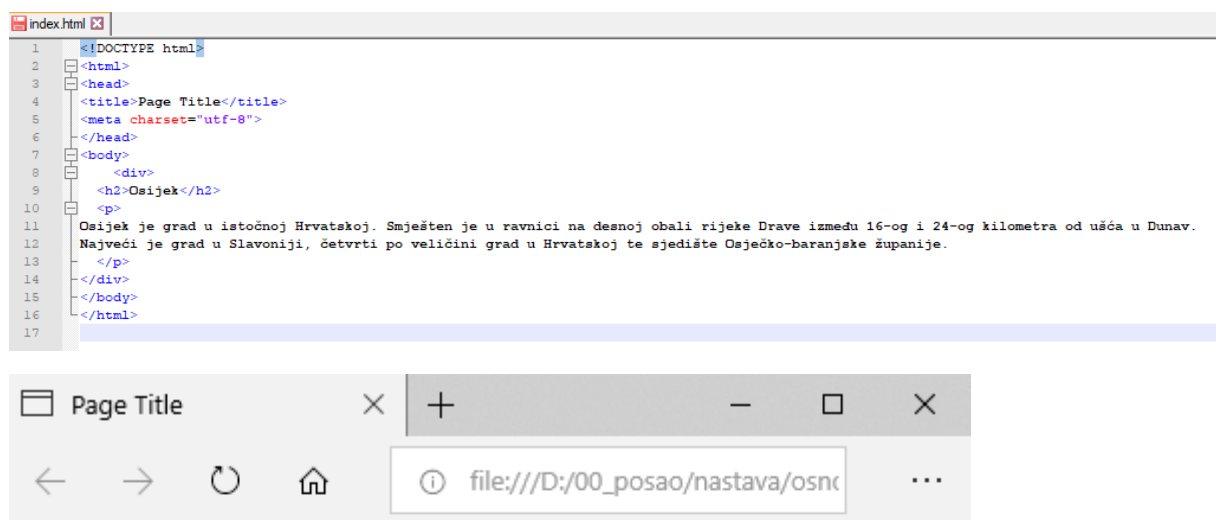 index.html
1 <!DOCTYPE html>
2 <html>
3 <head>
4 <title>Page Title</title>
5 <meta charset="utf-8">
6 </head>
7 <body>
8 <div>
9 <h2>Osijek</h2>
10 <p>
11 Osijek je grad u istočnoj Hrvatskoj. Smješten je u ravnici na desnoj obali rijeke Drave između 16-og i 24-og kilometra od ušća u Dunav.
12 Najveći je grad u Slavoniji, četvrti po veličini grad u Hrvatskoj te sjedište Osječko-baranjske županije.
13 </p>
14 </div>
15 </body>
16 </html>
17
Page Title
file:///D:/00_posao/nastava/osno